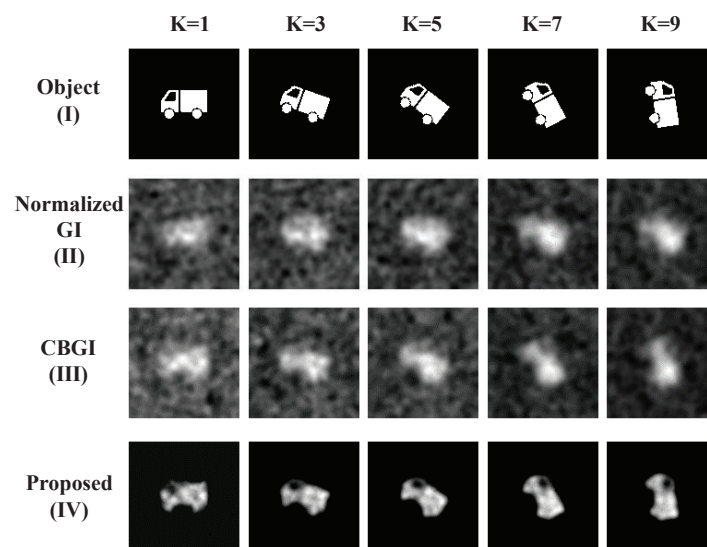 K=1 K=3 K=5 K=7 K=9
Object
(I)
Normalized
GI
(II)
CBGI
(III)
Proposed
(IV)